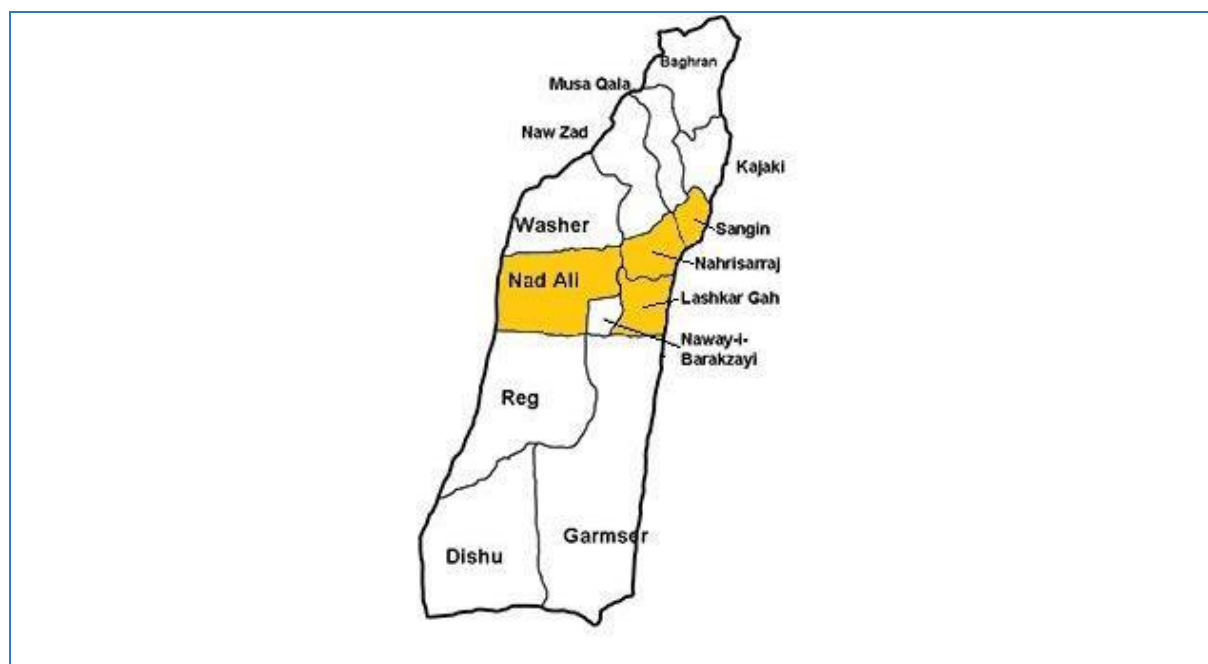 Baghran
Musa Qala
Naw Zad
Kajaki
Washer
Sangin
Nahrisarraj
Nad Ali
Lashkar Gah
Naway-i-
Barakzayi
Reg
Garmser
Dishu